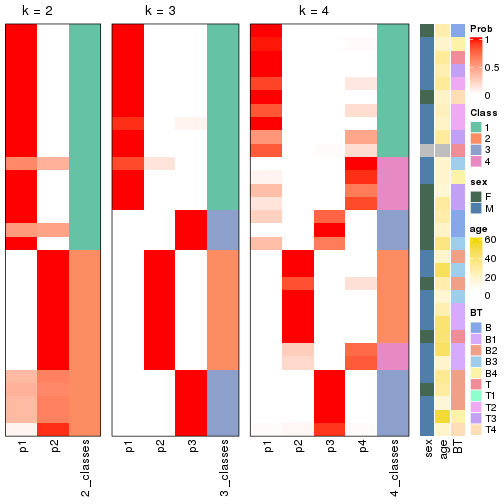 k = 2
k = 3
k = 4
p1
p2
2_classes
p1
p2
p3
3_classes
p1
p2
p3
p4
4_classes
sex
age
BT
Prob
1
0.5
0
Class
1
2
3
4
sex
F
M
age
60
40
20
0
BT
B
B1
B2
B3
B4
T
T1
T2
T3
T4